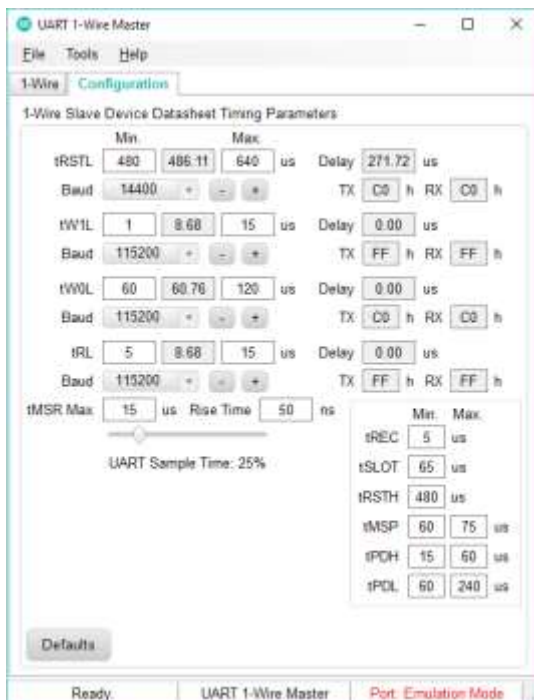 UART 1-Wire Master
File Tools Help
1-Wire Configuration
1-Wire Slave Device Datasheet Timing Parameters
Min. Max.
tRSTL 480 486.11 640 us Delay 271.72 us
Baud 14400 - + TX C0 h RX C0 h
tW1L 1 8.68 15 us Delay 0.00 us
Baud 115200 - + TX FF h RX FF h
tW0L 60 60.76 120 us Delay 0.00 us
Baud 115200 - + TX C0 h RX C0 h
tRL 5 8.68 15 us Delay 0.00 us
Baud 115200 - + TX FF h RX FF h
tMSR Max 15 us Rise Time 50 ns
UART Sample Time: 25%
Min. Max.
tREC 5 us
tSLOT 65 us
tRSTH 480 us
tMSP 60 75 us
tPDH 15 60 us
tPDL 60 240 us
Defaults
Ready. UART 1-Wire Master Port: Emulation Mode